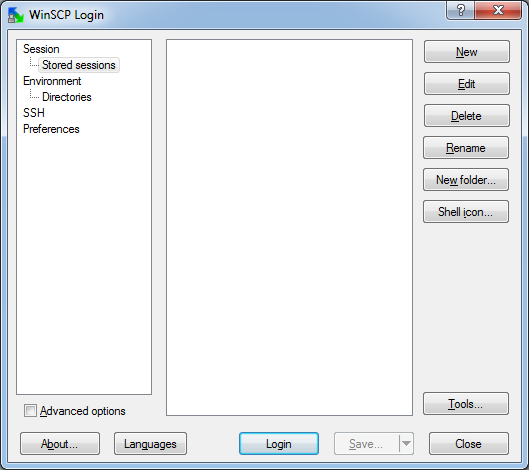 WinSCP Login
?
Session
Stored sessions
Environment
Directories
SSH
Preferences
New
Edit
Delete
Rename
New folder...
Shell icon...
Tools...
Advanced options
About...
Languages
Login
Save...
Close